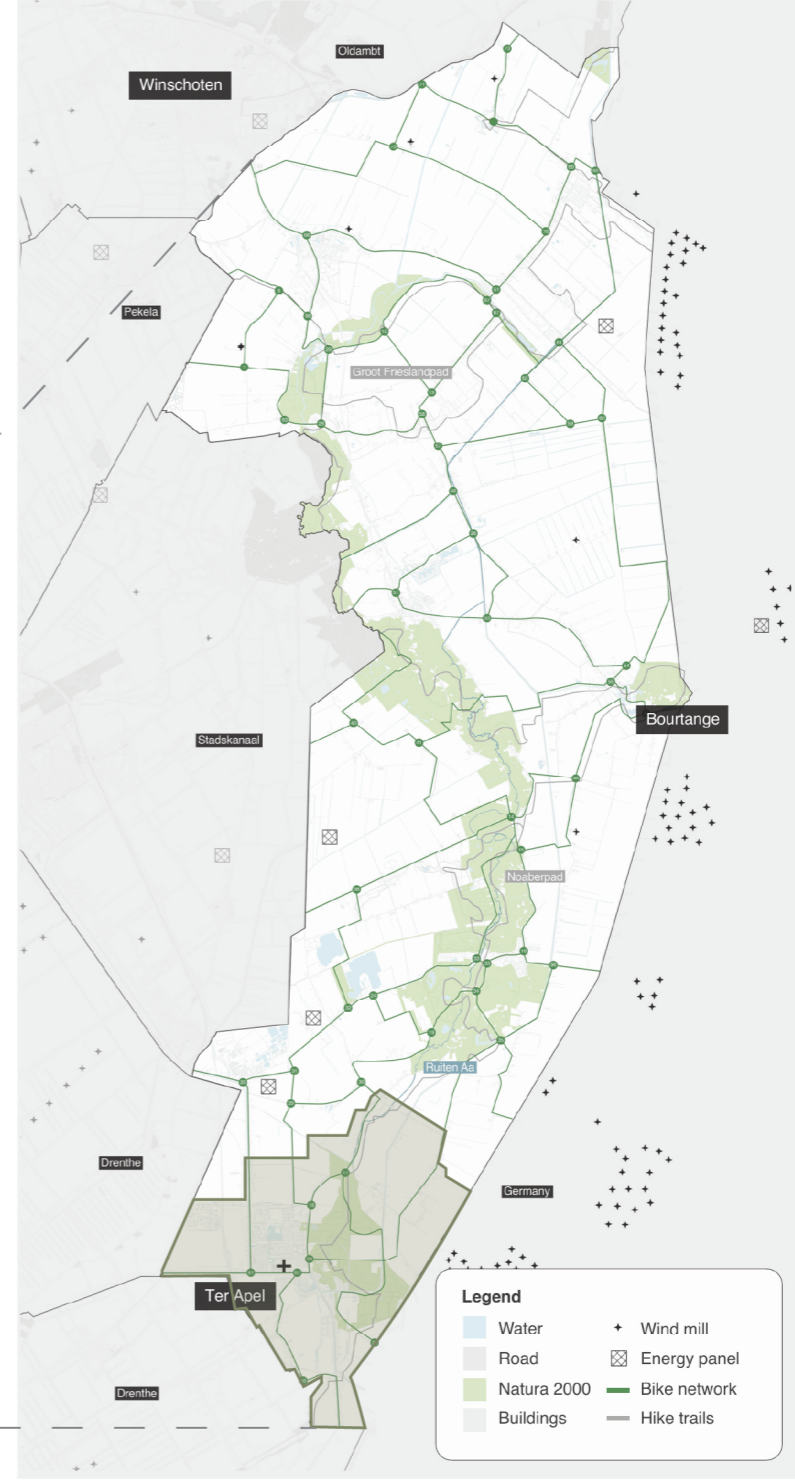 Oldambt
Winschoten
Pekela
Groot Frieslandpad
Bourtange
Stadskanaal
Noaberpad
Ruiten Aa
Drenthe
Germany
Ter Apel
Drenthe
Legend
Water
Wind mill
Road
Energy panel
Natura 2000
Bike network
Buildings
Hike trails